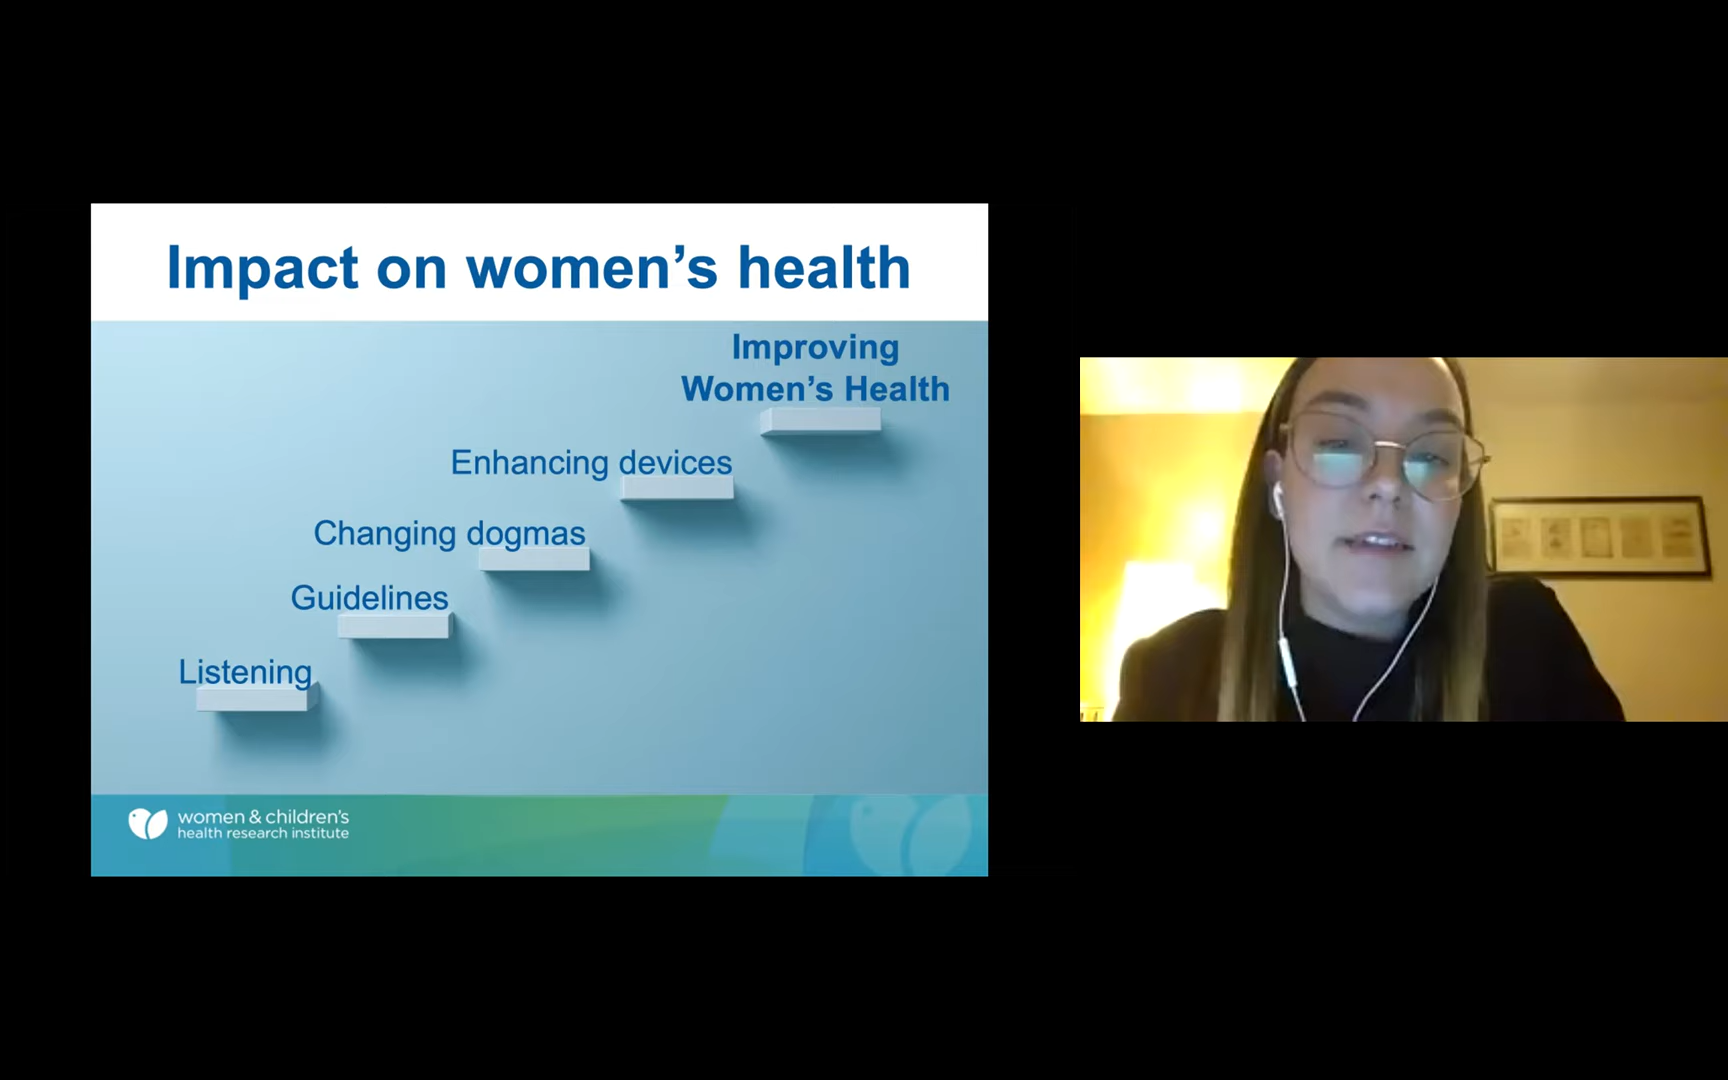 Impact on women’s health
Improving
Women’s Health
Enhancing devices
Changing dogmas
Guidelines
Listening
women & children’s
health research institute